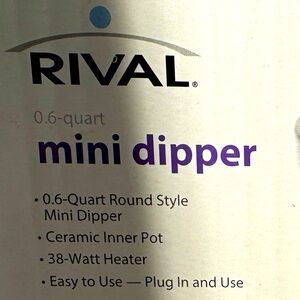 RIVAL®
0.6-quart
mini dipper
• 0.6-Quart Round Style
Mini Dipper
• Ceramic Inner Pot
• 38-Watt Heater
• Easy to Use — Plug In and Use